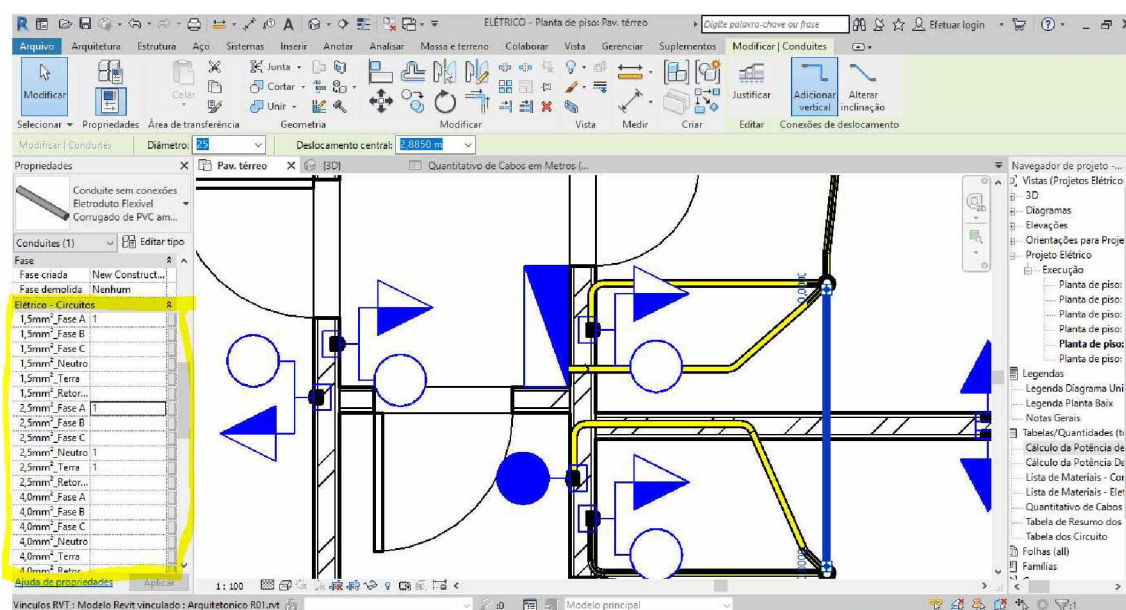 ELÉTRICO - Planta de piso: Pav. térreo
Digite palavra-chave ou frase
Efetuar login
Arquivo Arquitetura Estrutura Aço Sistemas Inserir Anotar Analisar Massa e terreno Colaborar Vista Gerenciar Suplementos Modificar | Conduites
Modificar
Colar
Junta
Cortar
Unir
Justificar
Adicionar vertical
Alterar inclinação
Selecionar Propriedades Área de transferência Geometria Modificar Vista Medir Criar Editar Conexões de deslocamento
Modificar | Conduites Diâmetro: 25 Deslocamento central: 2,8850 m
Propriedades
Pav. térreo
{3D}
Quantitativo de Cabos em Metros (...
Navegador de projeto -...
Conduite sem conexões
Eletroduto Flexível
Corrugado de PVC am...
Conduites (1) Editar tipo
Fase
Fase criada New Construct...
Fase demolida Nenhum
Elétrico - Circuitos
1,5mm²_Fase A 1
1,5mm²_Fase B
1,5mm²_Fase C
1,5mm²_Neutro
1,5mm²_Terra
1,5mm²_Retor...
2,5mm²_Fase A 1
2,5mm²_Fase B
2,5mm²_Fase C
2,5mm²_Neutro 1
2,5mm²_Terra 1
2,5mm²_Retor...
4,0mm²_Fase A
4,0mm²_Fase B
4,0mm²_Fase C
4,0mm²_Neutro
4,0mm²_Terra
4,0mm²_Retor...
Ajuda de propriedades Aplicar
Vistas (Projetos Elétrico
3D
Diagramas
Elevações
Orientações para Proje
Projeto Elétrico
Execução
Planta de piso:
Planta de piso:
Planta de piso:
Planta de piso:
Planta de piso:
Planta de piso:
Legendas
Legenda Diagrama Uni
Legenda Planta Baix
Notas Gerais
Tabelas/Quantidades (t
Cálculo da Potência de
Cálculo da Potência De
Lista de Materiais - Cor
Lista de Materiais - Elet
Quantitativo de Cabos
Tabela de Resumo dos
Tabela dos Circuito
Folhas (all)
Famílias
1 : 100
Vínculos RVT : Modelo Revit vinculado : Arquitetonico R01.rvt
:0
Modelo principal
:1